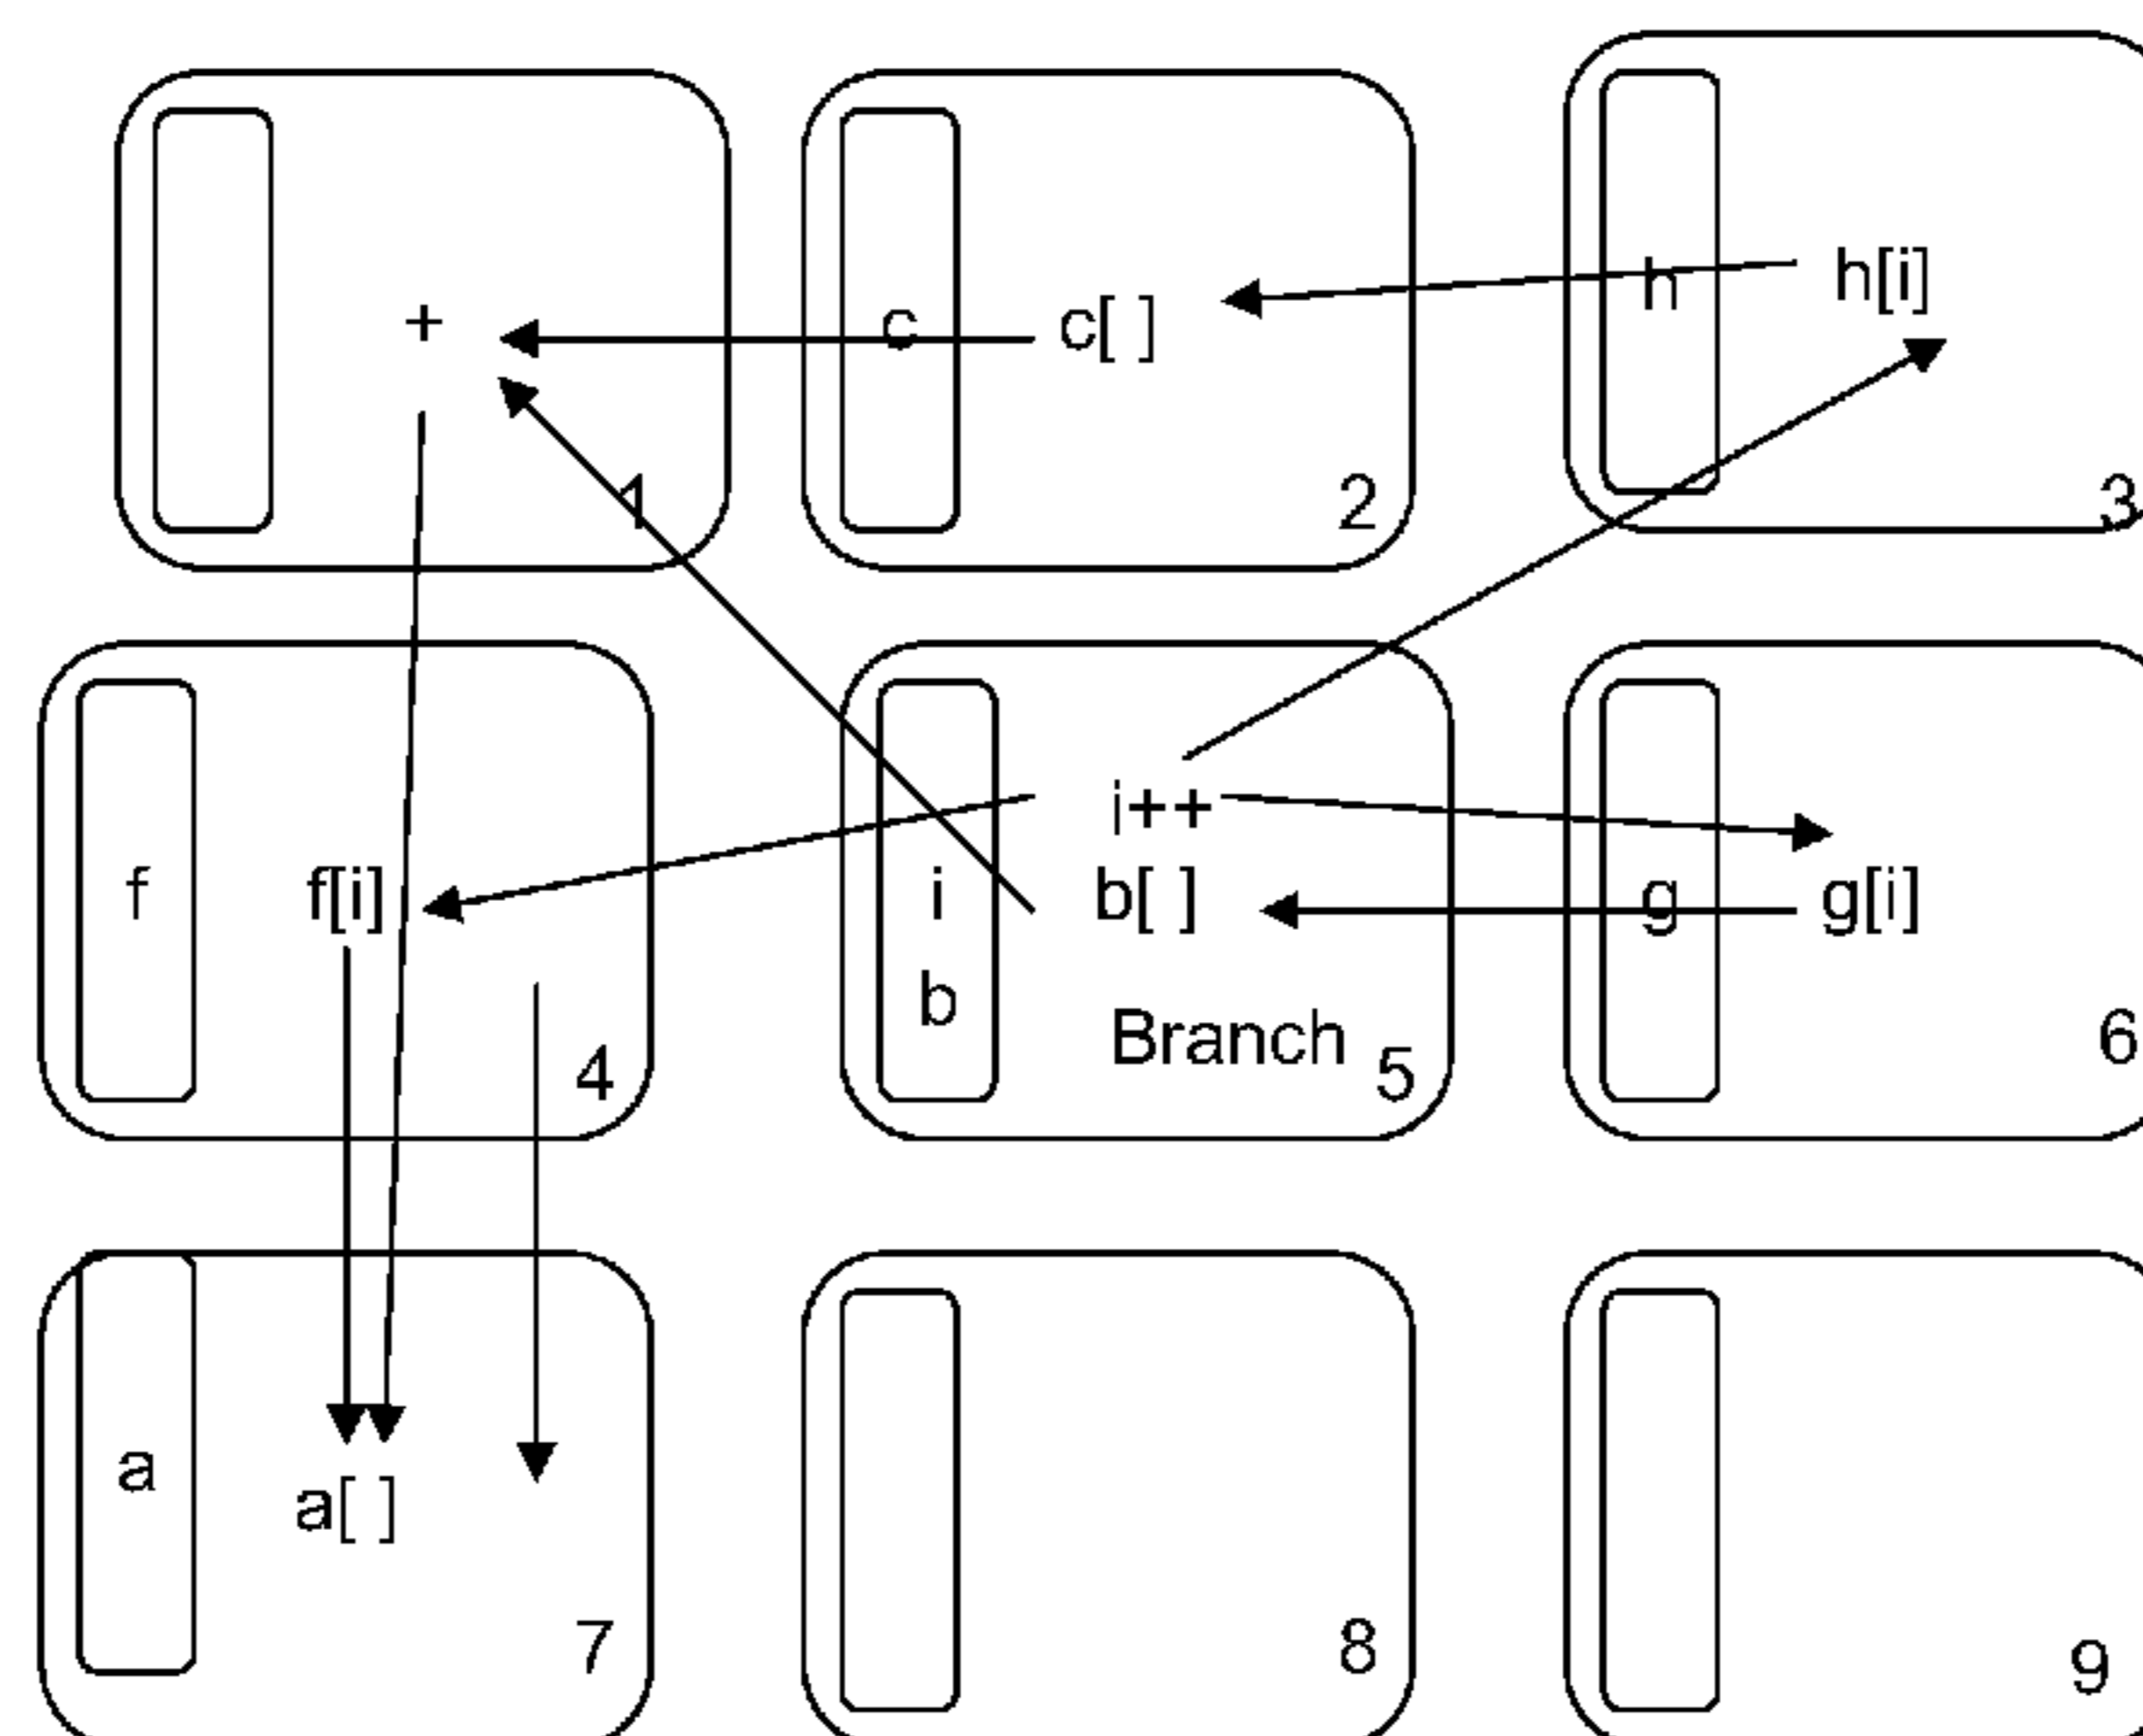 +
1
c
c[ ]
2
h
h[i]
3
f
f[i]
4
i
b
i++
b[ ]
Branch
5
g
g[i]
6
a
a[ ]
7
8
9